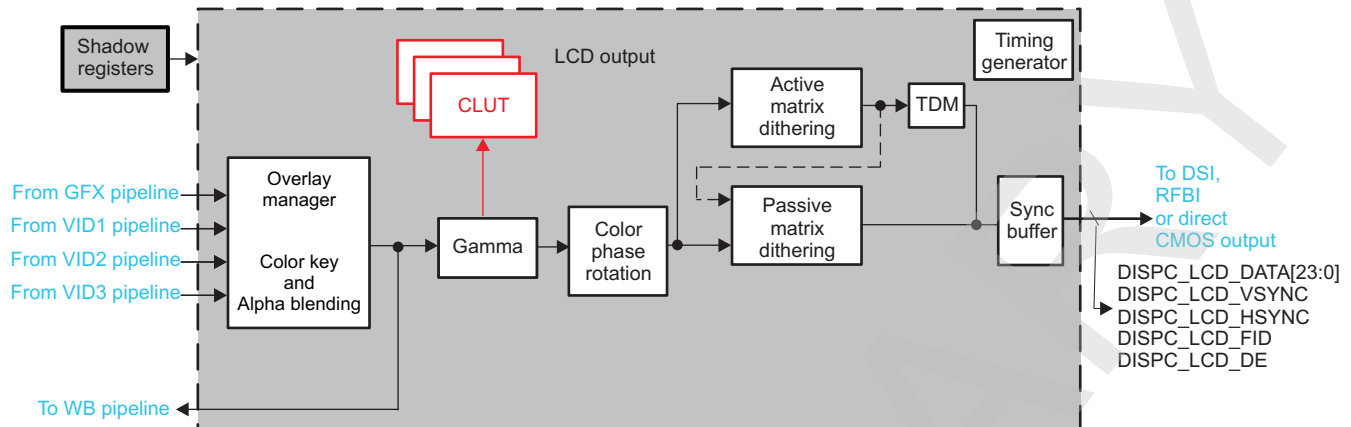 Shadow
registers
LCD output
Timing
generator
CLUT
Active
matrix
dithering
TDM
From GFX pipeline
From VID1 pipeline
From VID2 pipeline
From VID3 pipeline
Overlay
manager
Color key
and
Alpha blending
Gamma
Color
phase
rotation
Passive
matrix
dithering
Sync
buffer
To DSI,
RFBI
or direct
CMOS output
DISPC_LCD_DATA[23:0]
DISPC_LCD_VSYNC
DISPC_LCD_HSYNC
DISPC_LCD_FID
DISPC_LCD_DE
To WB pipeline